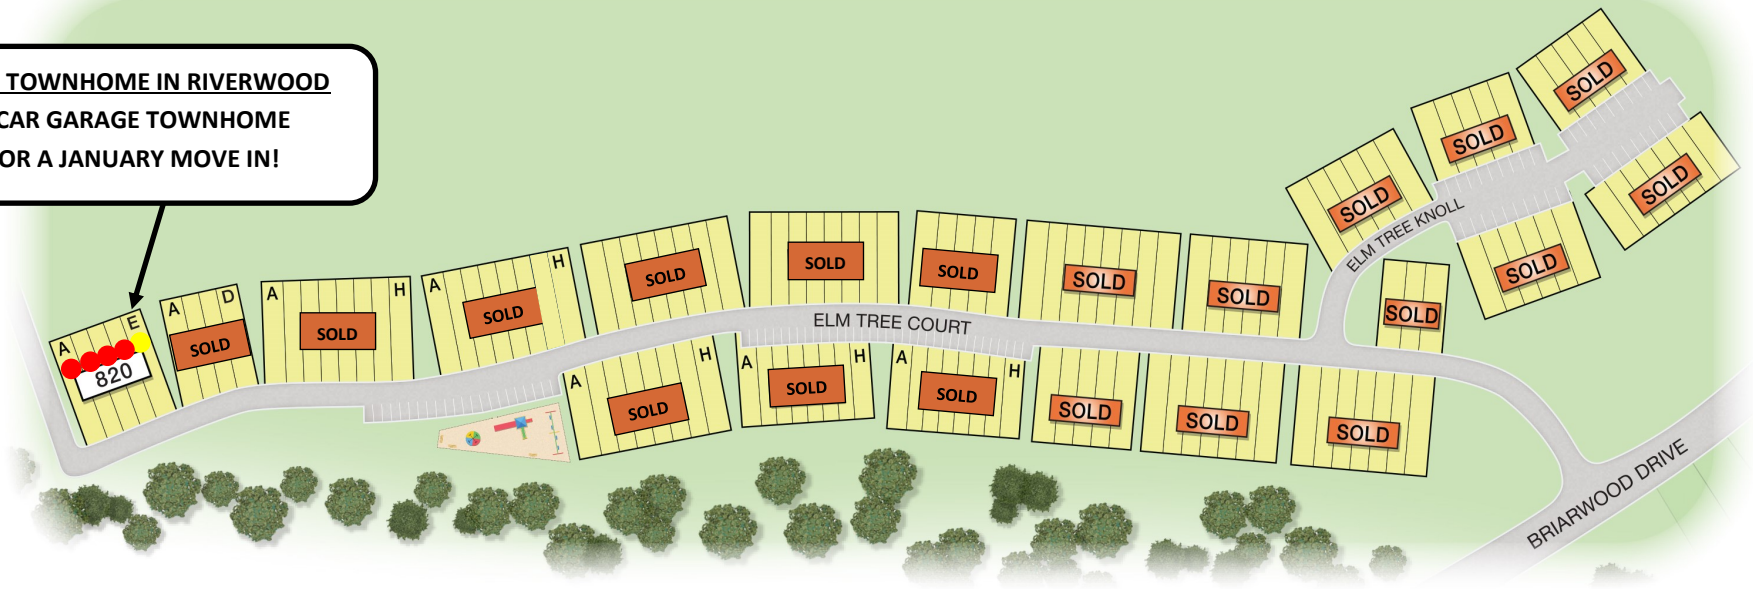 TOWNHOME IN RIVERWOOD
CAR GARAGE TOWNHOME
OR A JANUARY MOVE IN!
SOLD
SOLD
SOLD
SOLD
SOLD
SOLD
ELM TREE KNOLL
A E
820
A D
SOLD
A H
SOLD
A H
SOLD
SOLD
SOLD
SOLD
SOLD
SOLD
ELM TREE COURT
A H
SOLD
A H
SOLD
A H
SOLD
SOLD
SOLD
SOLD
BRIARWOOD DRIVE